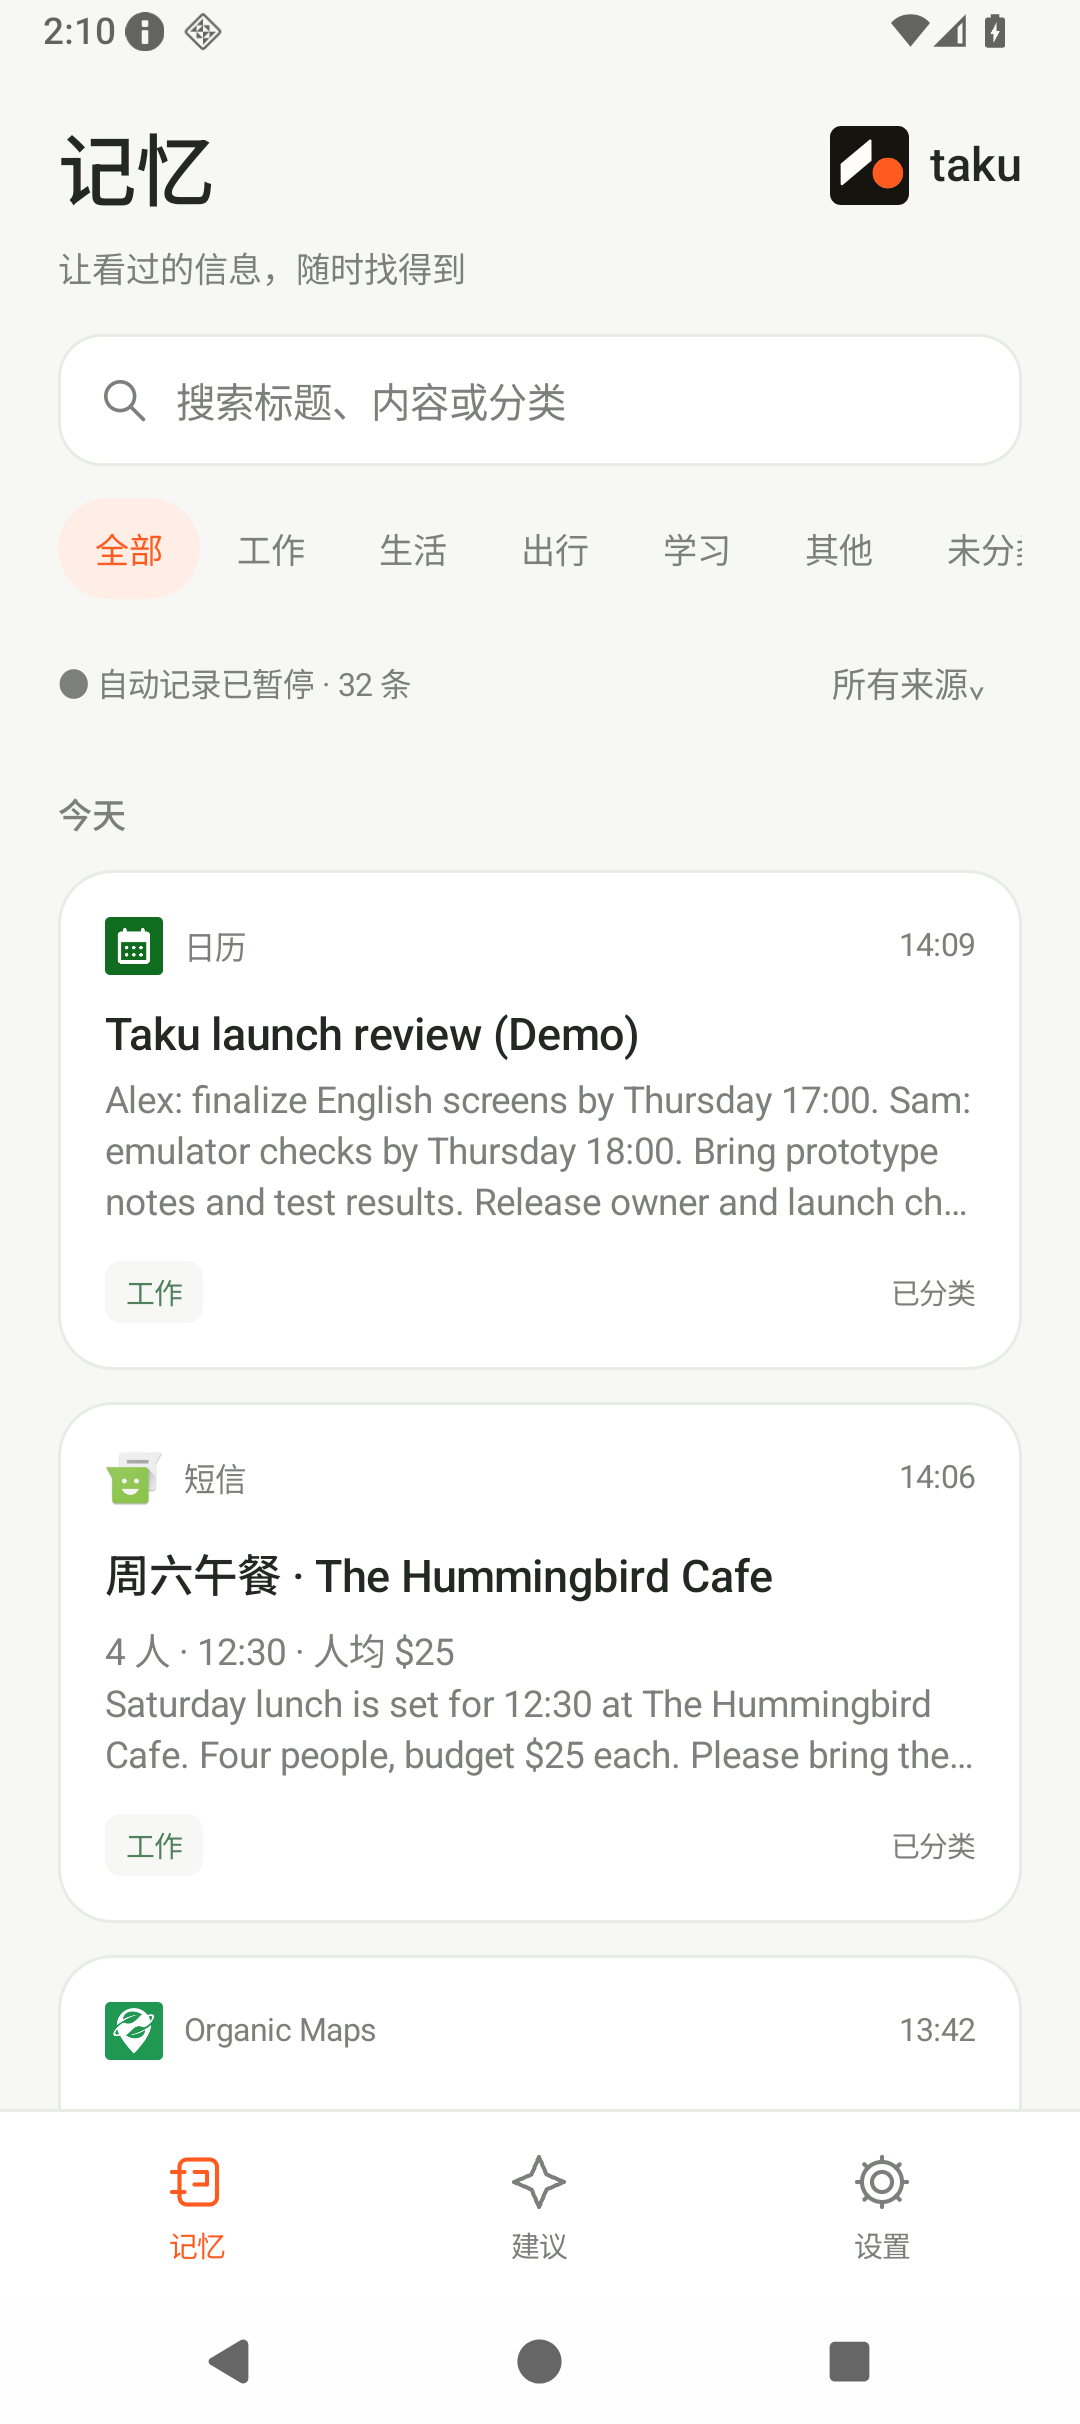 2:10
记忆
taku
让看过的信息，随时找得到
搜索标题、内容或分类
全部 工作 生活 出行 学习 其他 未分
自动记录已暂停 · 32 条
所有来源
今天
日历
14:09
Taku launch review (Demo)
Alex: finalize English screens by Thursday 17:00. Sam:
emulator checks by Thursday 18:00. Bring prototype
notes and test results. Release owner and launch ch...
工作
已分类
短信
14:06
周六午餐 · The Hummingbird Cafe
4 人 · 12:30 · 人均 $25
Saturday lunch is set for 12:30 at The Hummingbird
Cafe. Four people, budget $25 each. Please bring the...
工作
已分类
Organic Maps
13:42
记忆
建议
设置